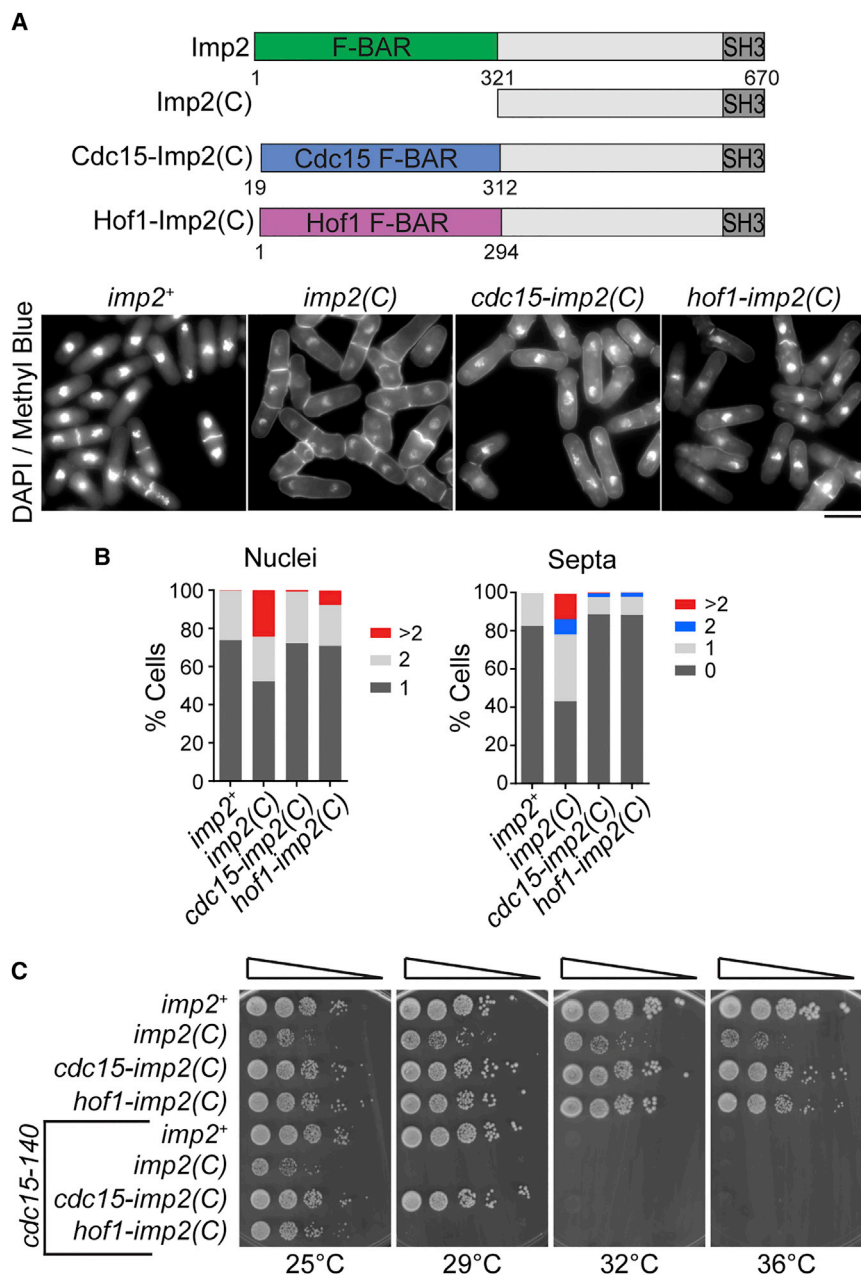 A
Imp2 F-BAR SH3
1 321 670
Imp2(C) SH3
Cdc15-Imp2(C) Cdc15 F-BAR SH3
19 312
Hof1-Imp2(C) Hof1 F-BAR SH3
1 294
imp2+ imp2(C) cdc15-imp2(C) hof1-imp2(C)
DAPI / Methyl Blue
B
Nuclei
% Cells
100
80
60
40
20
0
>2
2
1
imp2+
imp2(C)
cdc15-imp2(C)
hof1-imp2(C)
Septa
% Cells
100
80
60
40
20
0
>2
2
1
0
imp2+
imp2(C)
cdc15-imp2(C)
hof1-imp2(C)
C
imp2+
imp2(C)
cdc15-imp2(C)
hof1-imp2(C)
cdc15-140
imp2+
imp2(C)
cdc15-imp2(C)
hof1-imp2(C)
25°C 29°C 32°C 36°C